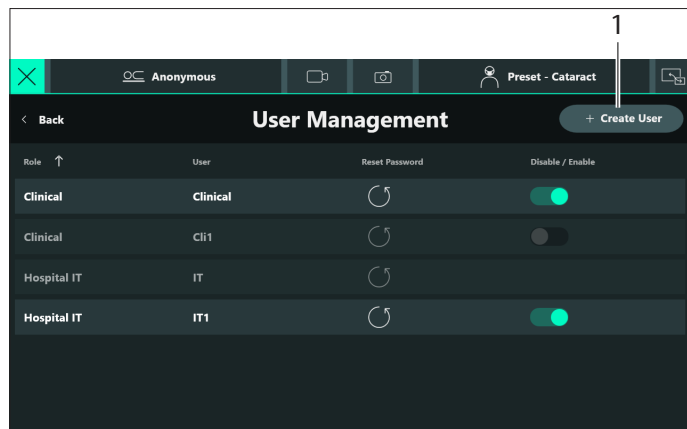 1
Anonymous
Preset - Cataract
< Back
User Management
+ Create User
Role ↑
User
Reset Password
Disable / Enable
Clinical
Clinical
Clinical
Cli1
Hospital IT
IT
Hospital IT
IT1